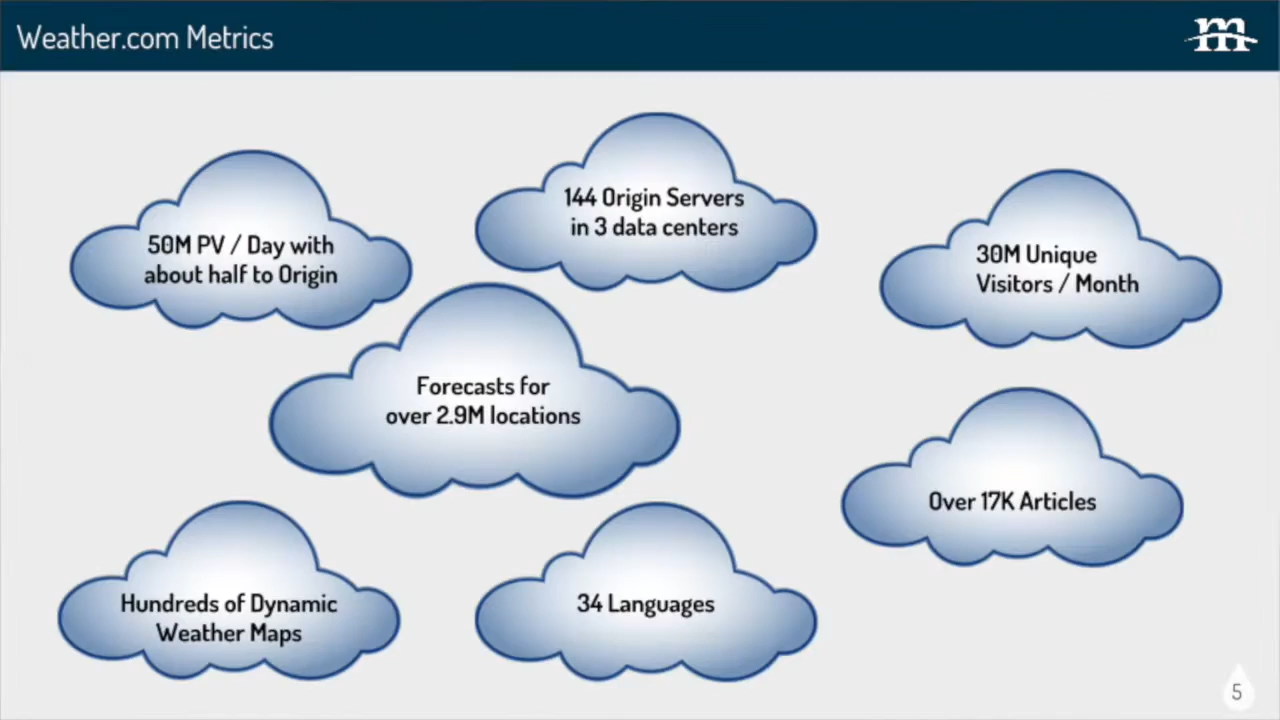 Weather.com Metrics
m
50M PV / Day with
about half to Origin
144 Origin Servers
in 3 data centers
30M Unique
Visitors / Month
Forecasts for
over 2.9M locations
Over 17K Articles
Hundreds of Dynamic
Weather Maps
34 Languages
5